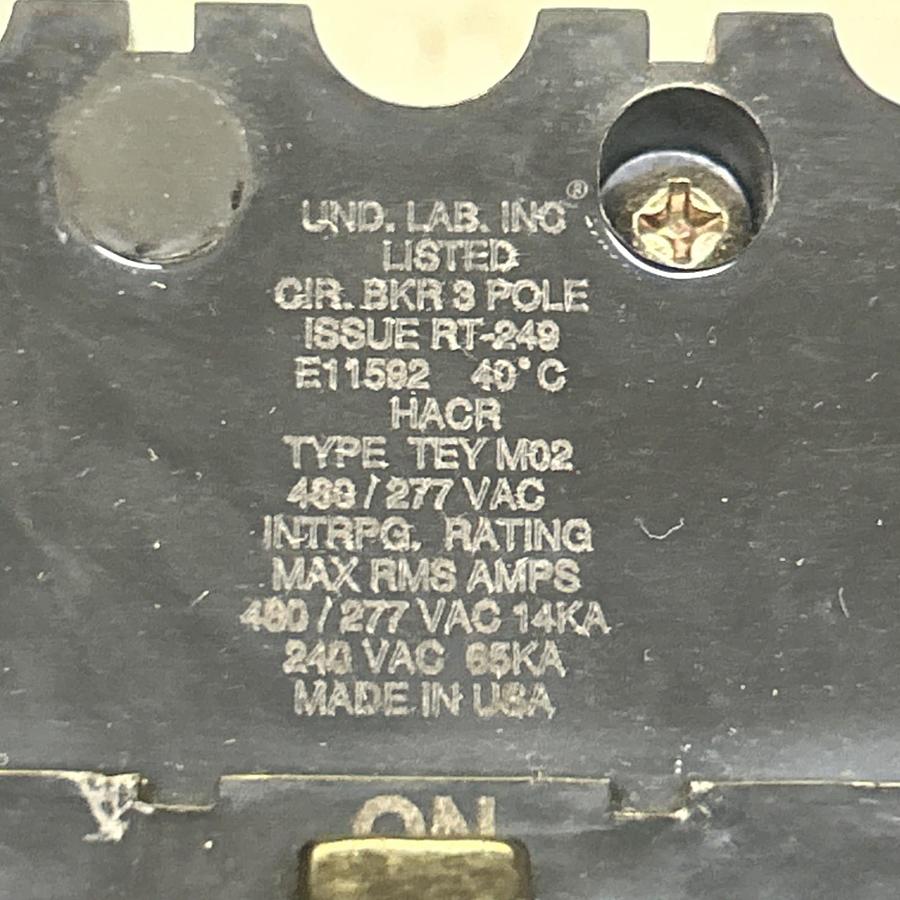 UND. LAB. INC®
LISTED
CIR. BKR 3 POLE
ISSUE RT-249
E11592 40°C
HACR
TYPE TEY M02
480 / 277 VAC
INTRPG. RATING
MAX RMS AMPS
480 / 277 VAC 14KA
240 VAC 65KA
MADE IN USA
ON